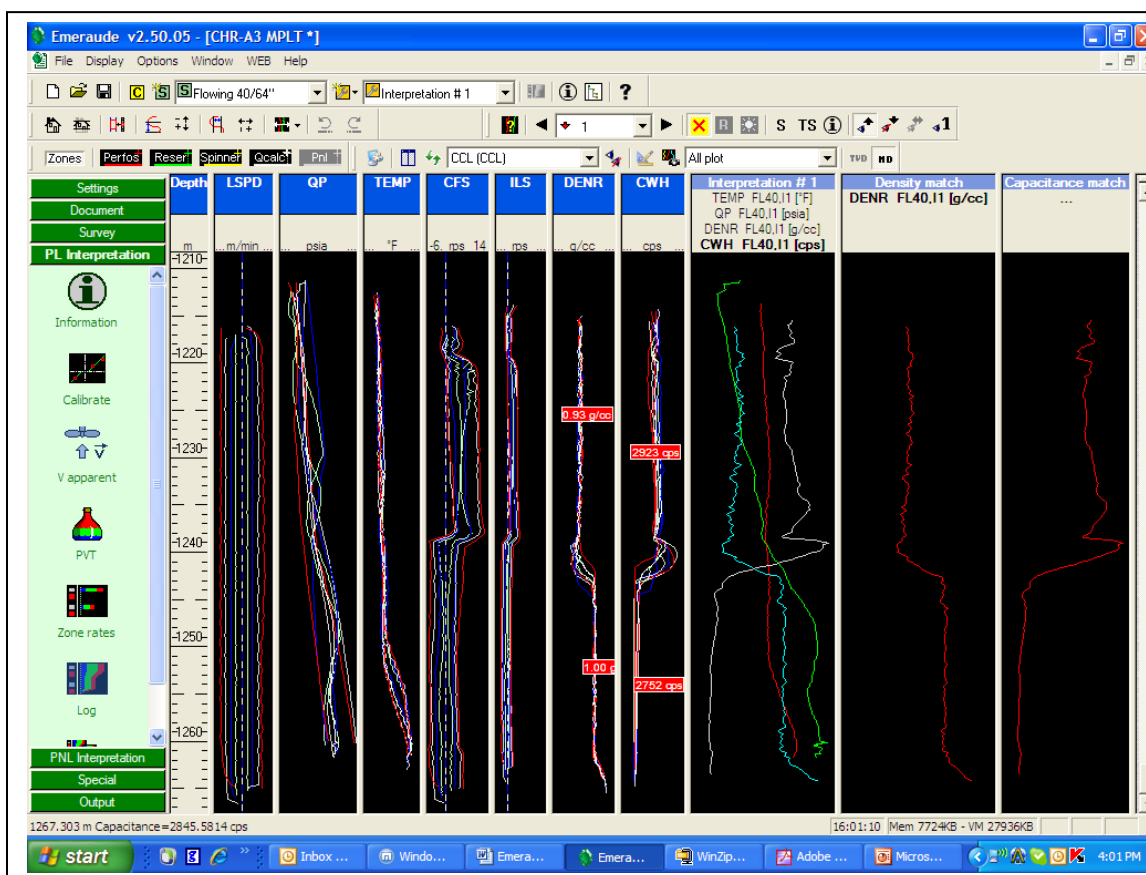 Emeraude v2.50.05 - [CHR-A3 MPLT *]
File Display Options Window WEB Help
C S S Flowing 40/64" Interpretation # 1 ?
? 1 X R S TS 1
Zones Perfos Reser Spinner Qcalc Pnl CCL (CCL) All plot TVD MD
Settings
Document
Survey
PL Interpretation
Information
Calibrate
V apparent
PVT
Zone rates
Log
PNL Interpretation
Special
Output
Depth LSPD QP TEMP CFS ILS DENR CWH
m ... m/min ... ... psia ... ... °F ... -6. rps 14 ... rps ... ... g/cc ... ... cps ...
Interpretation # 1
TEMP FL40,I1 [°F]
QP FL40,I1 [psia]
DENR FL40,I1 [g/cc]
CWH FL40,I1 [cps]
Density match
DENR FL40,I1 [g/cc]
Capacitance match
...
-1210-
-1220-
-1230-
-1240-
-1250-
-1260-
0.93 g/cc
2923 cps
1.00 g
2752 cps
1267.303 m Capacitance=2845.5814 cps
16:01:10 Mem 7724KB - VM 27936KB
start Inbox ... Windo... Emera... Emera... WinZip... Adobe ... Micros... 4:01 PM